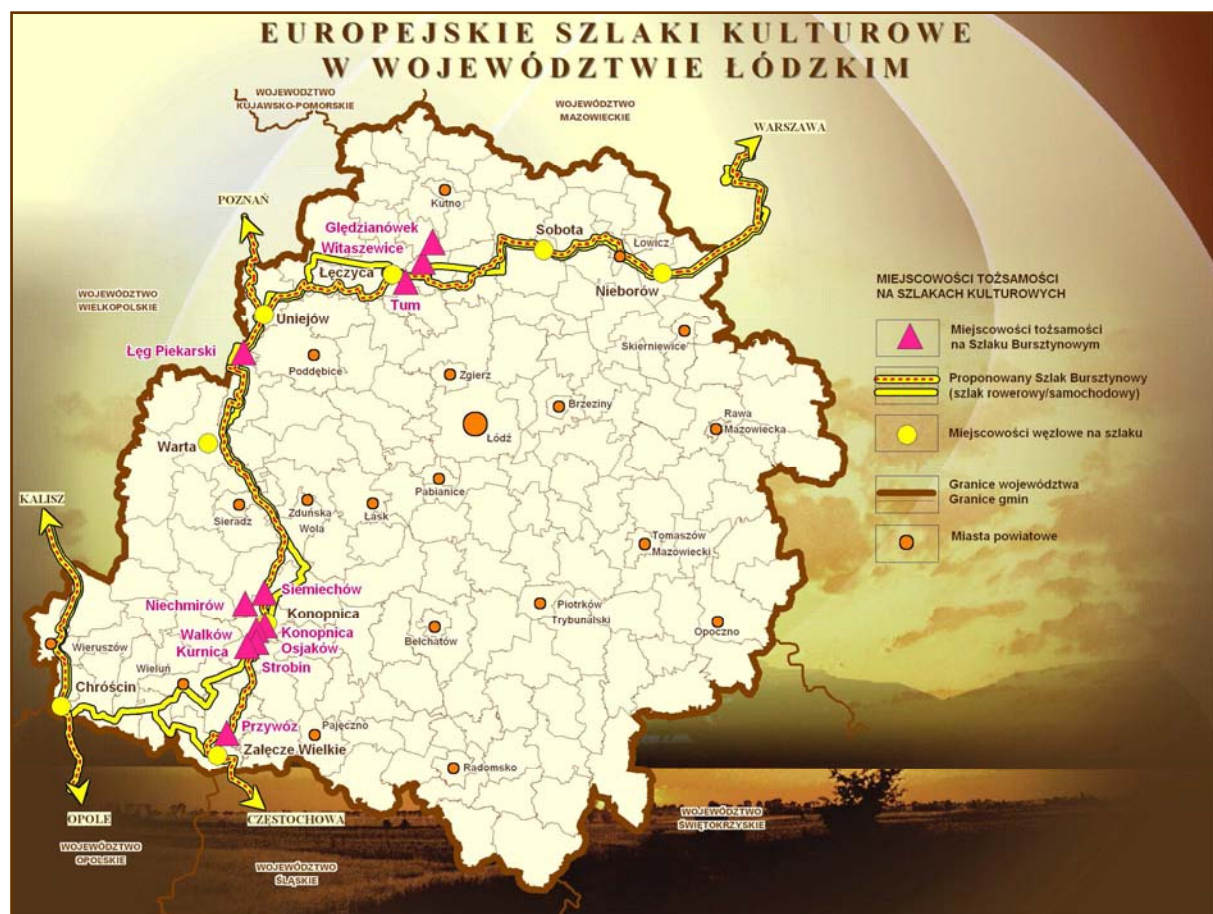 EUROPEJSKIE SZLAKI KULTUROWE
W WOJEWÓDZTWIE ŁÓDZKIM
WOJEWÓDZTWO
KUJAWSKO-POMORSKIE
WOJEWÓDZTWO
MAZOWIECKIE
WARSZAWA
POZNAŃ
Kutno
Ględzianówek
Witaszewice
Sobota
Łowicz
Łęczyca
Nieborów
Tum
WOJEWÓDZTWO
WIELKOPOLSKIE
Uniejów
Łęg Piekarski
Poddębice
Skierniewice
Zgierz
Brzeziny
Łódź
Rawa
Mazowiecka
Warta
Pabianice
KALISZ
Sieradz
Zduńska
Wola
Łask
Tomaszów
Mazowiecki
Siemiechów
Niechmirów
Konopnica
Piotrków
Trybunalski
Walków
Konopnica
Kurnica
Osjaków
Strobin
Bełchatów
Opoczno
Wieruszów
Wieluń
Chróścin
Przywóz
Pajęczno
Załęcze Wielkie
Radomsko
OPOLE
CZĘSTOCHOWA
WOJEWÓDZTWO
OPOLSKIE
WOJEWÓDZTWO
ŚLĄSKIE
WOJEWÓDZTWO
ŚWIĘTOKRZYSKIE
MIEJSCOWOŚCI TOŻSAMOŚCI
NA SZLAKACH KULTUROWYCH
Miejscowości tożsamości
na Szlaku Bursztynowym
Proponowany Szlak Bursztynowy
(szlak rowerowy/samochodowy)
Miejscowości węzłowe na szlaku
Granice województwa
Granice gmin
Miasta powiatowe